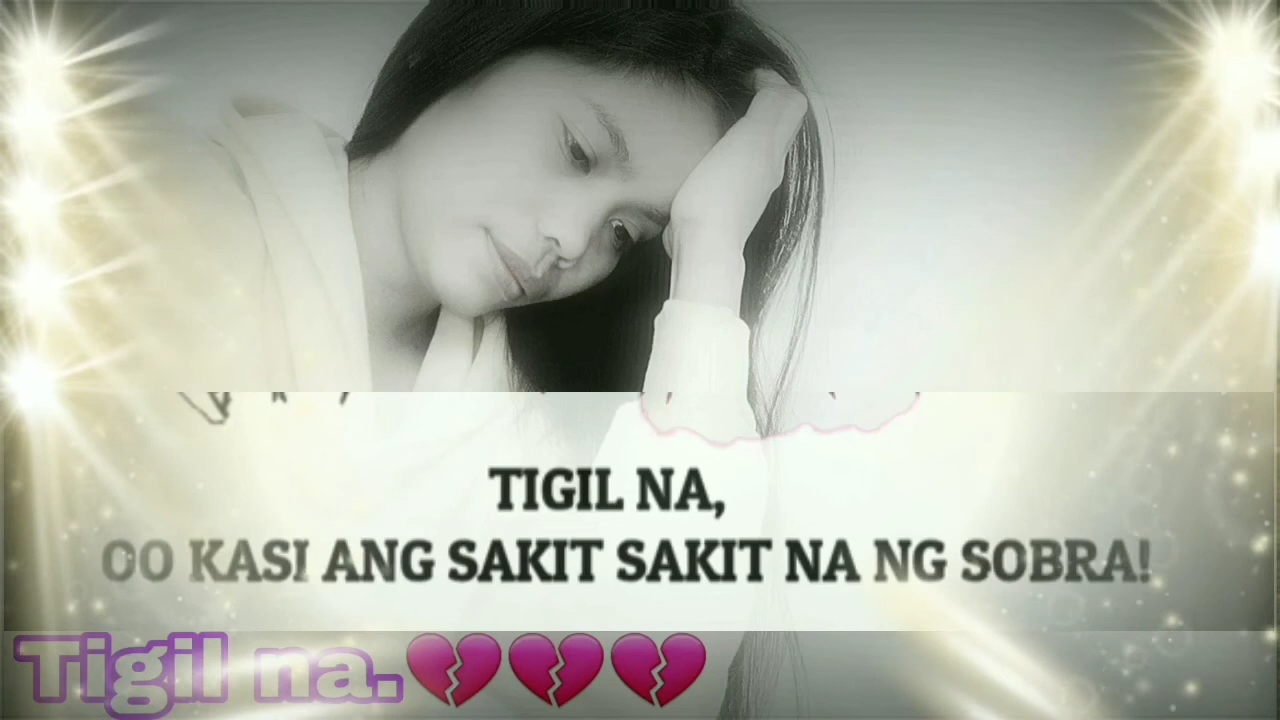 TIGIL NA,
OO KASI ANG SAKIT SAKIT NA NG SOBRA!
Tigil na.💔💔💔